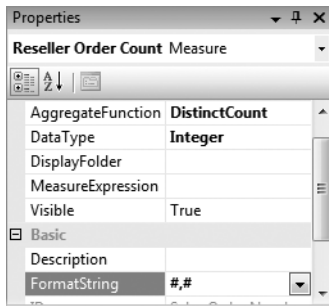 Properties
Reseller Order Count Measure
AggregateFunction DistinctCount
DataType Integer
DisplayFolder
MeasureExpression
Visible True
Basic
Description
FormatString #,#